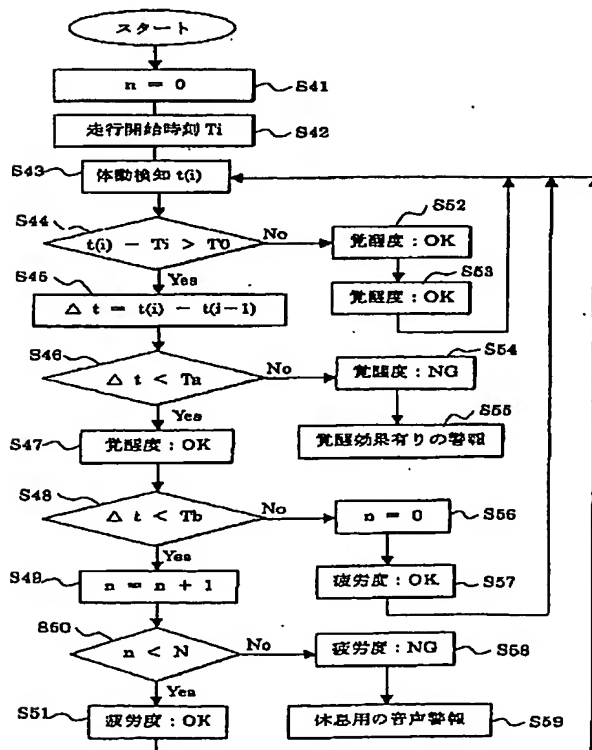 スタート
n = 0
S41
走行開始時刻 Ti
S42
S43
体動検知 t(i)
S44
t(i) − Ti > T0
No
Yes
S52
覚醒度：OK
S53
覚醒度：OK
S45
Δ t = t(i) − t(i−1)
S46
Δ t < Ta
No
Yes
S54
覚醒度：NG
S55
覚醒効果有りの警報
S47
覚醒度：OK
S48
Δ t < Tb
No
Yes
n = 0
S56
疲労度：OK
S57
S49
n = n + 1
S50
n < N
No
Yes
疲労度：NG
S58
S51
疲労度：OK
休息用の音声警報
S59